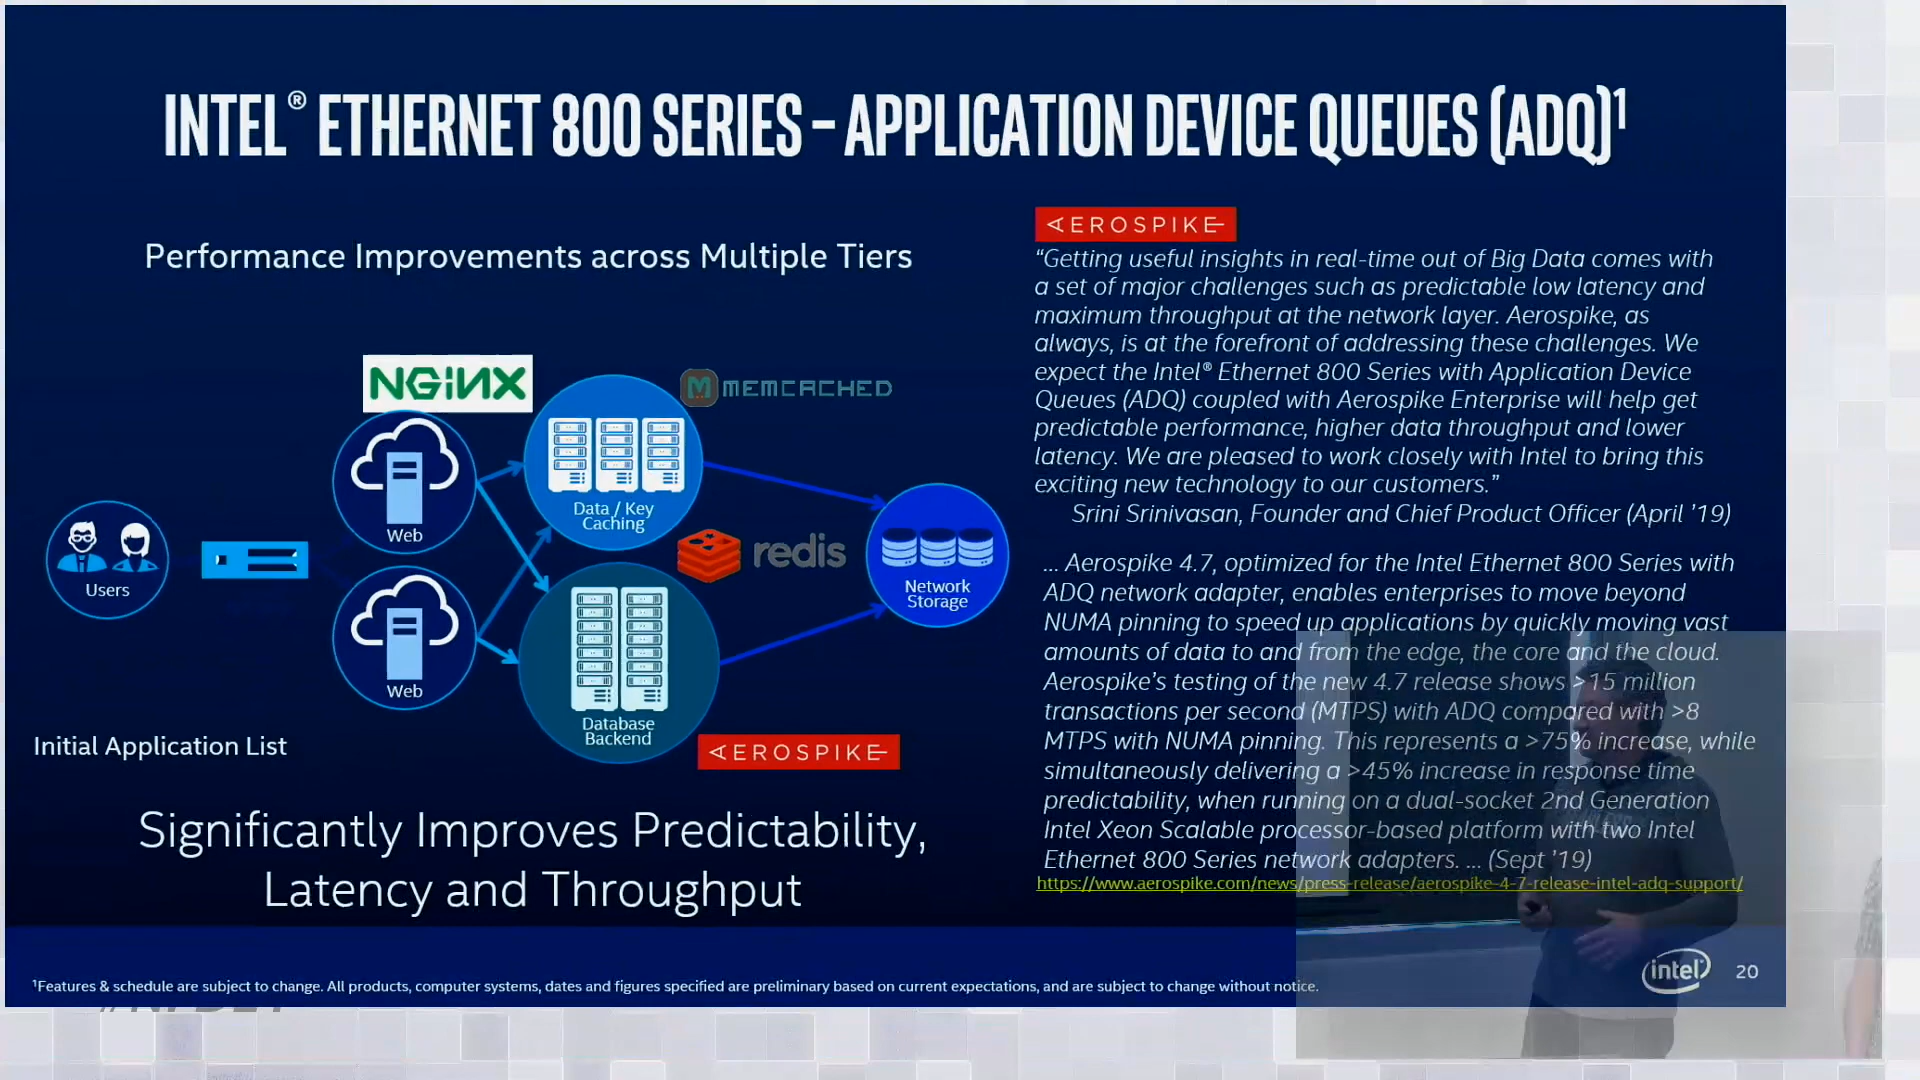 INTEL® ETHERNET 800 SERIES – APPLICATION DEVICE QUEUES (ADQ)¹
Performance Improvements across Multiple Tiers
NGiNX
MEMCACHED
Data / Key
Caching
Web
Users
redis
Network
Storage
Web
Database
Backend
Initial Application List
AEROSPIKE
Significantly Improves Predictability,
Latency and Throughput
AEROSPIKE
“Getting useful insights in real-time out of Big Data comes with
a set of major challenges such as predictable low latency and
maximum throughput at the network layer. Aerospike, as
always, is at the forefront of addressing these challenges. We
expect the Intel® Ethernet 800 Series with Application Device
Queues (ADQ) coupled with Aerospike Enterprise will help get
predictable performance, higher data throughput and lower
latency. We are pleased to work closely with Intel to bring this
exciting new technology to our customers.”
Srini Srinivasan, Founder and Chief Product Officer (April ’19)
... Aerospike 4.7, optimized for the Intel Ethernet 800 Series with
ADQ network adapter, enables enterprises to move beyond
NUMA pinning to speed up applications by quickly moving vast
amounts of data to and from the edge, the core and the cloud.
Aerospike’s testing of the new 4.7 release shows >15 million
transactions per second (MTPS) with ADQ compared with >8
MTPS with NUMA pinning. This represents a >75% increase, while
simultaneously delivering a >45% increase in response time
predictability, when running on a dual-socket 2nd Generation
Intel Xeon Scalable processor-based platform with two Intel
Ethernet 800 Series network adapters. ... (Sept ’19)
https://www.aerospike.com/news/press-release/aerospike-4-7-release-intel-adq-support/
¹Features & schedule are subject to change. All products, computer systems, dates and figures specified are preliminary based on current expectations, and are subject to change without notice.
intel 20